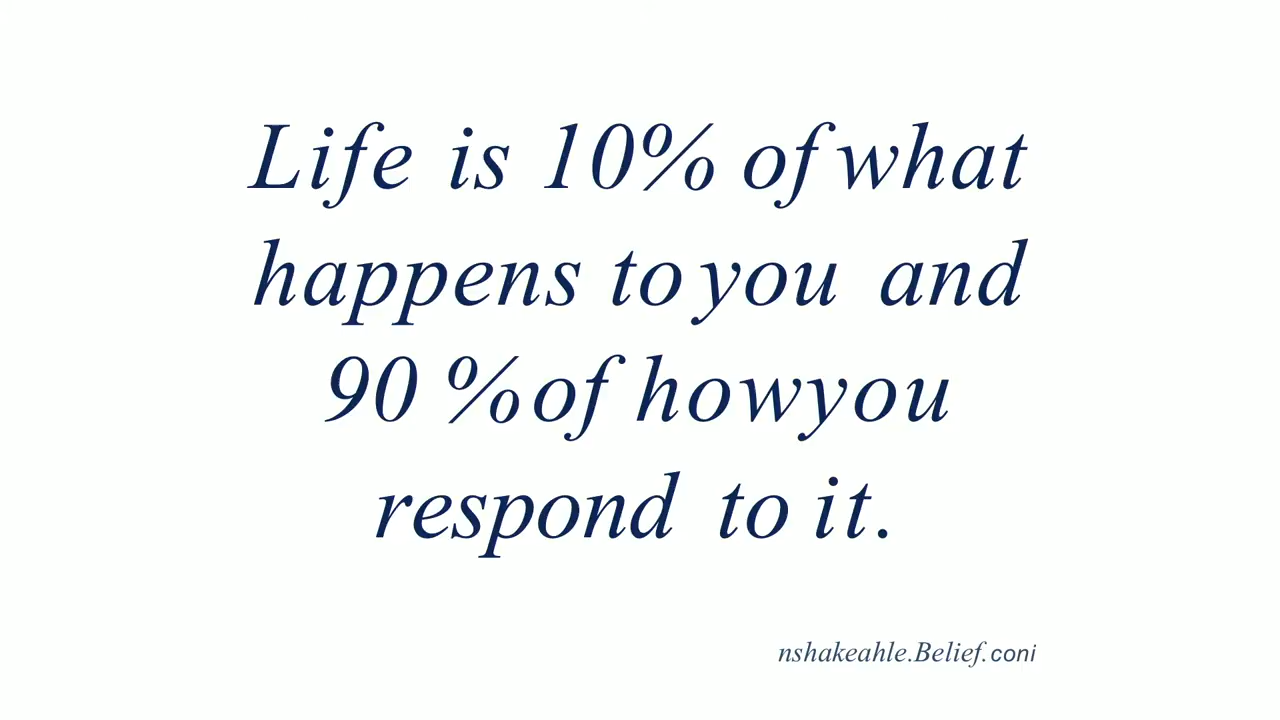 Life is 10% of what
happens to you and
90 % of how you
respond to it.
nshakeahle.Belief.coni